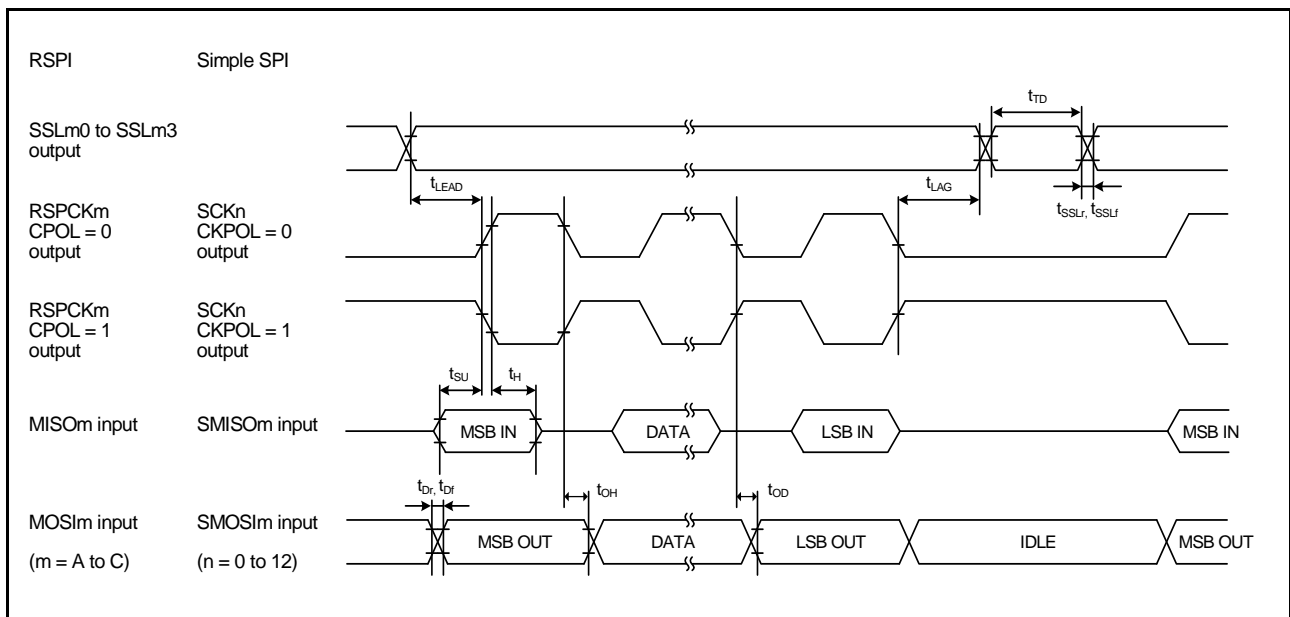 RSPI Simple SPI
tTD
SSLm0 to SSLm3
output
tLEAD
tLAG
tSSLr, tSSLf
RSPCKm SCKn
CPOL = 0 CKPOL = 0
output output
RSPCKm SCKn
CPOL = 1 CKPOL = 1
output output
tSU tH
MISOm input SMISOm input MSB IN DATA LSB IN MSB IN
tDr, tDf tOH tOD
MOSIm input SMOSIm input MSB OUT DATA LSB OUT IDLE MSB OUT
(m = A to C) (n = 0 to 12)